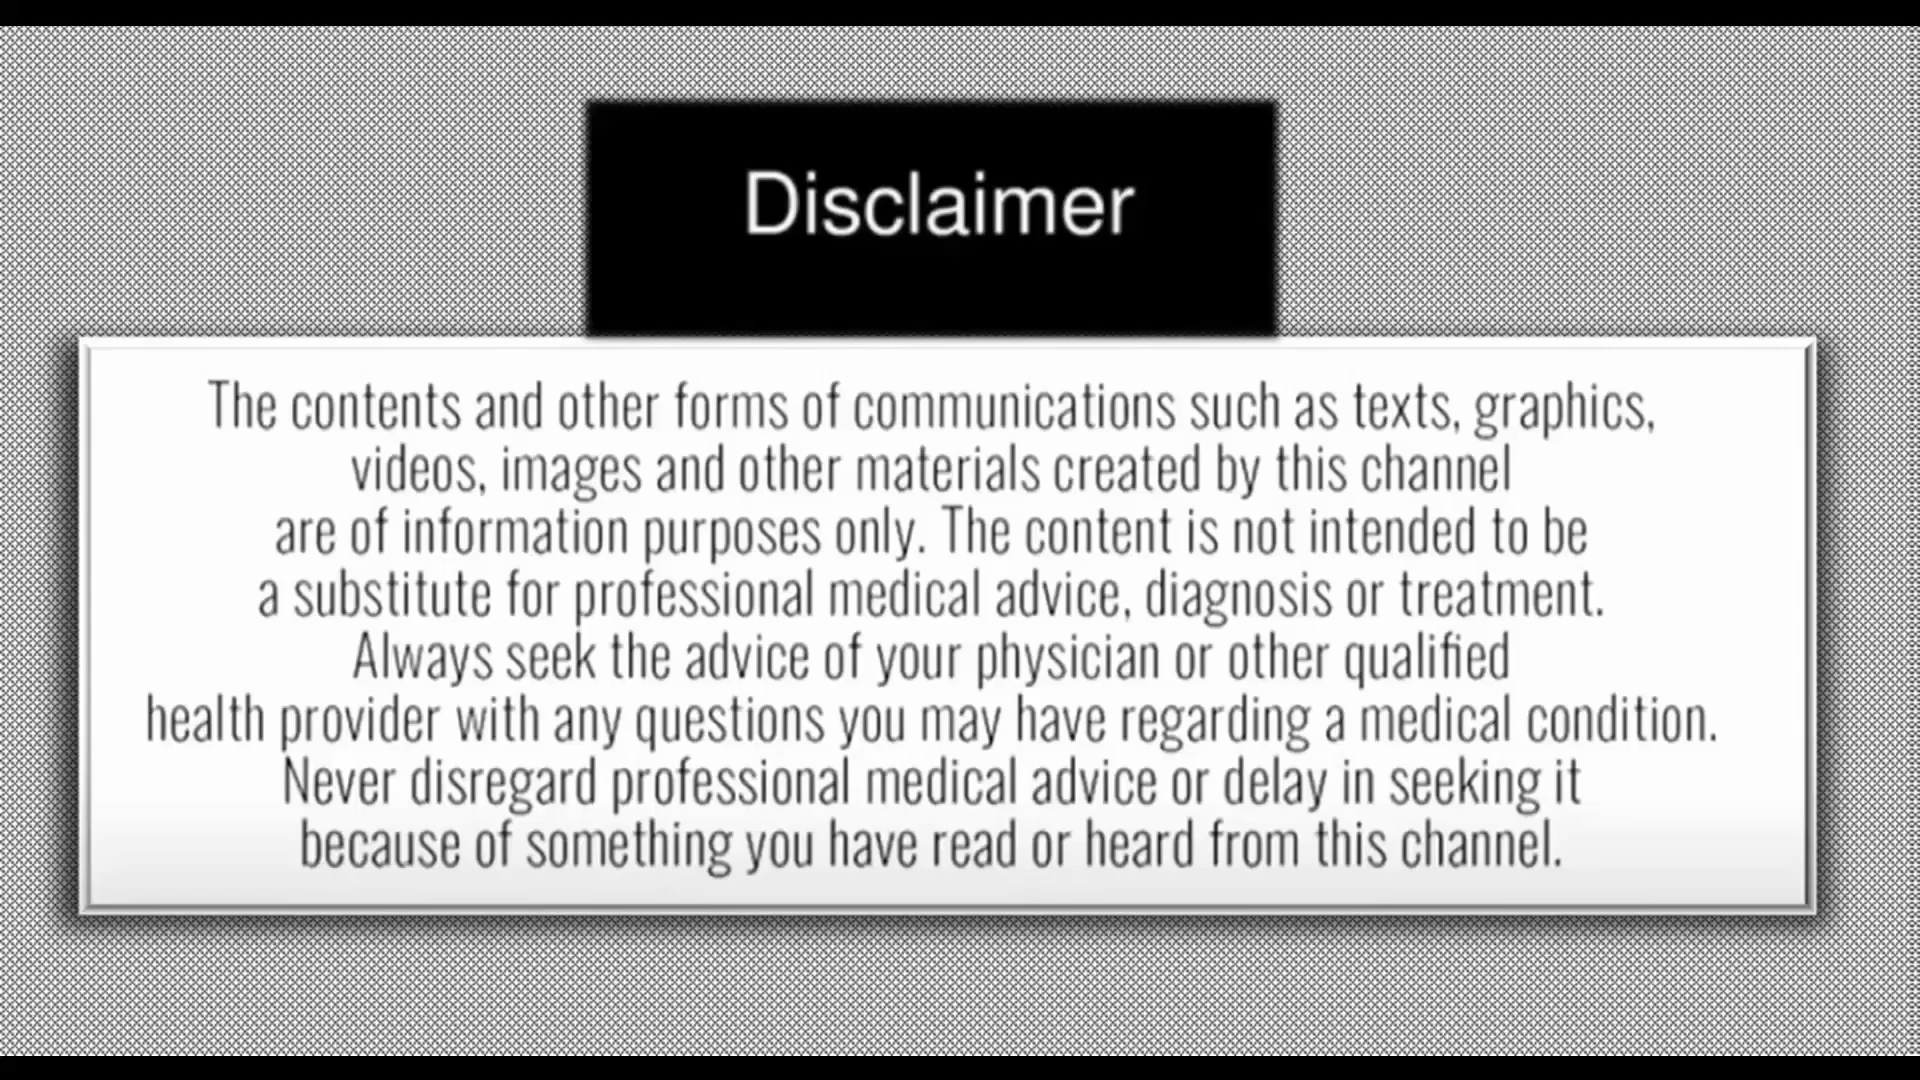 Disclaimer
The contents and other forms of communications such as texts, graphics,
videos, images and other materials created by this channel
are of information purposes only. The content is not intended to be
a substitute for professional medical advice, diagnosis or treatment.
Always seek the advice of your physician or other qualified
health provider with any questions you may have regarding a medical condition.
Never disregard professional medical advice or delay in seeking it
because of something you have read or heard from this channel.